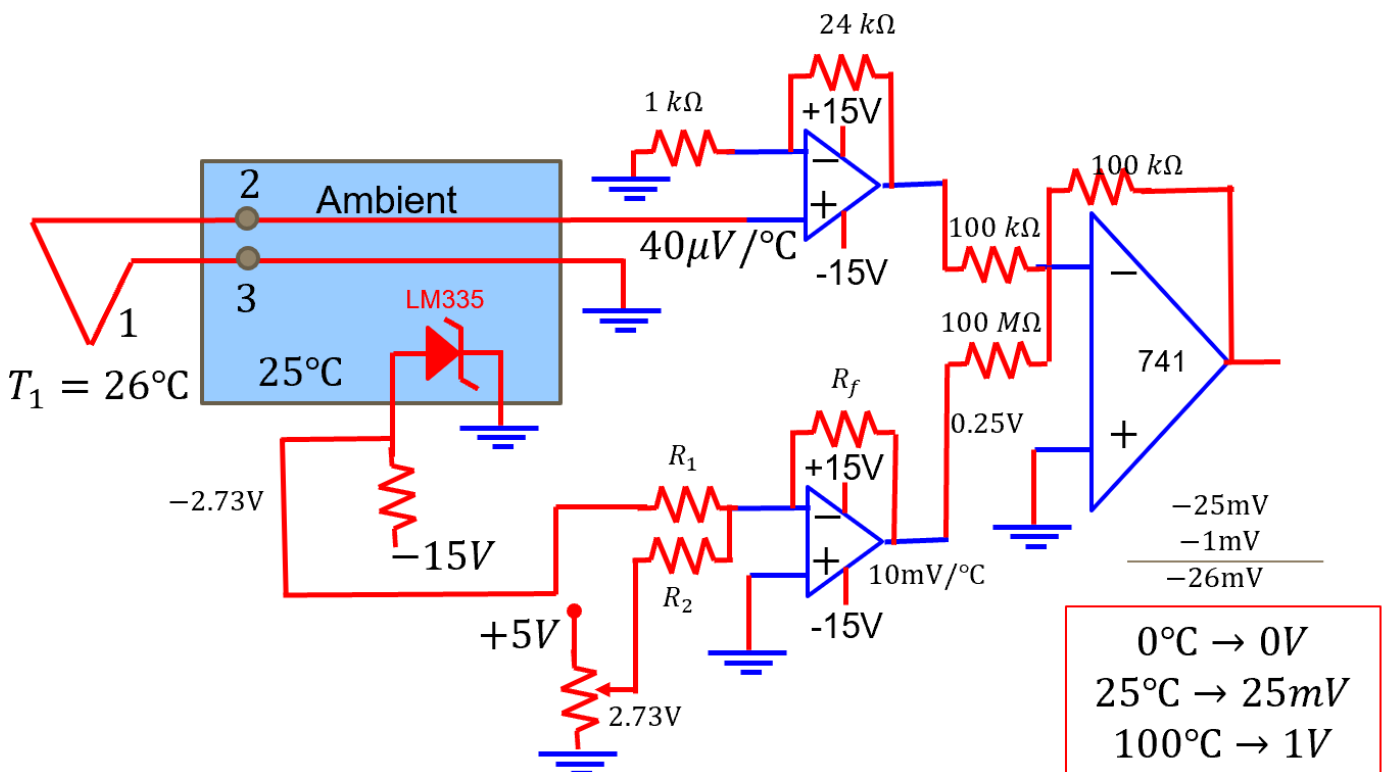 24 kΩ
1 kΩ
+15V
−
+
-15V
100 kΩ
100 kΩ
2
Ambient
40μV/°C
3
LM335
1
25°C
T₁ = 26°C
100 MΩ
−
741
+
0.25V
R_f
+15V
R₁
−
+
−2.73V
−15V
R₂
10mV/°C
-15V
+5V
2.73V
−25mV
−1mV
−26mV
0°C → 0V
25°C → 25mV
100°C → 1V